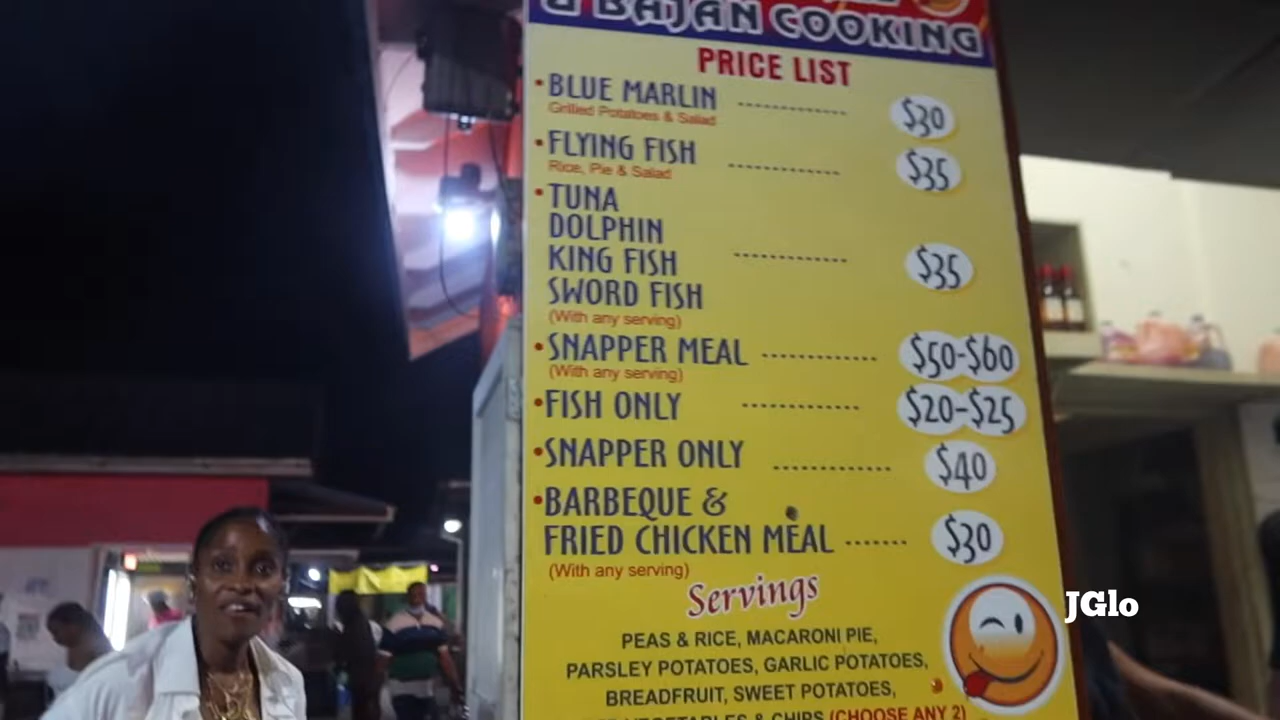 & BAJAN COOKING
PRICE LIST
• BLUE MARLIN ------------ $30
Grilled Potatoes & Salad
• FLYING FISH ------------ $35
Rice, Pie & Salad
• TUNA
DOLPHIN
KING FISH ------------ $35
SWORD FISH
(With any serving)
• SNAPPER MEAL ------------ $50-$60
(With any serving)
• FISH ONLY ------------ $20-$25
• SNAPPER ONLY ------------ $40
• BARBEQUE &
FRIED CHICKEN MEAL ------- $30
(With any serving)
Servings
PEAS & RICE, MACARONI PIE,
PARSLEY POTATOES, GARLIC POTATOES,
BREADFRUIT, SWEET POTATOES,
VEGETABLES & CHIPS (CHOOSE ANY 2)
JGlo